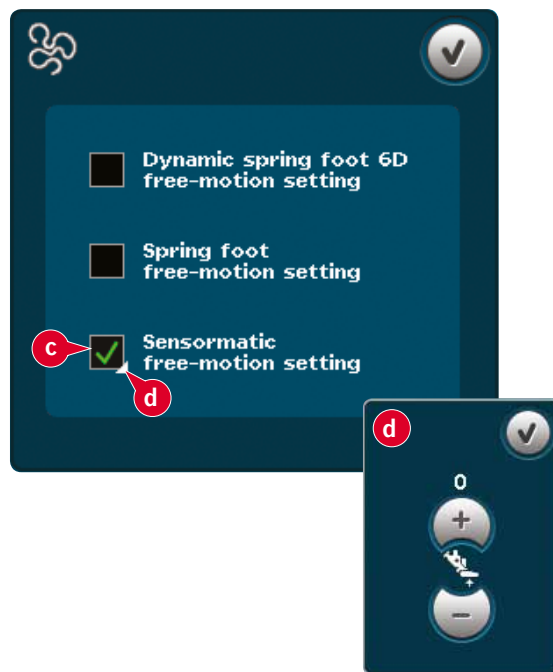 Dynamic spring foot 6D
free-motion setting
Spring foot
free-motion setting
c
Sensormatic
free-motion setting
d
d
0
+
−